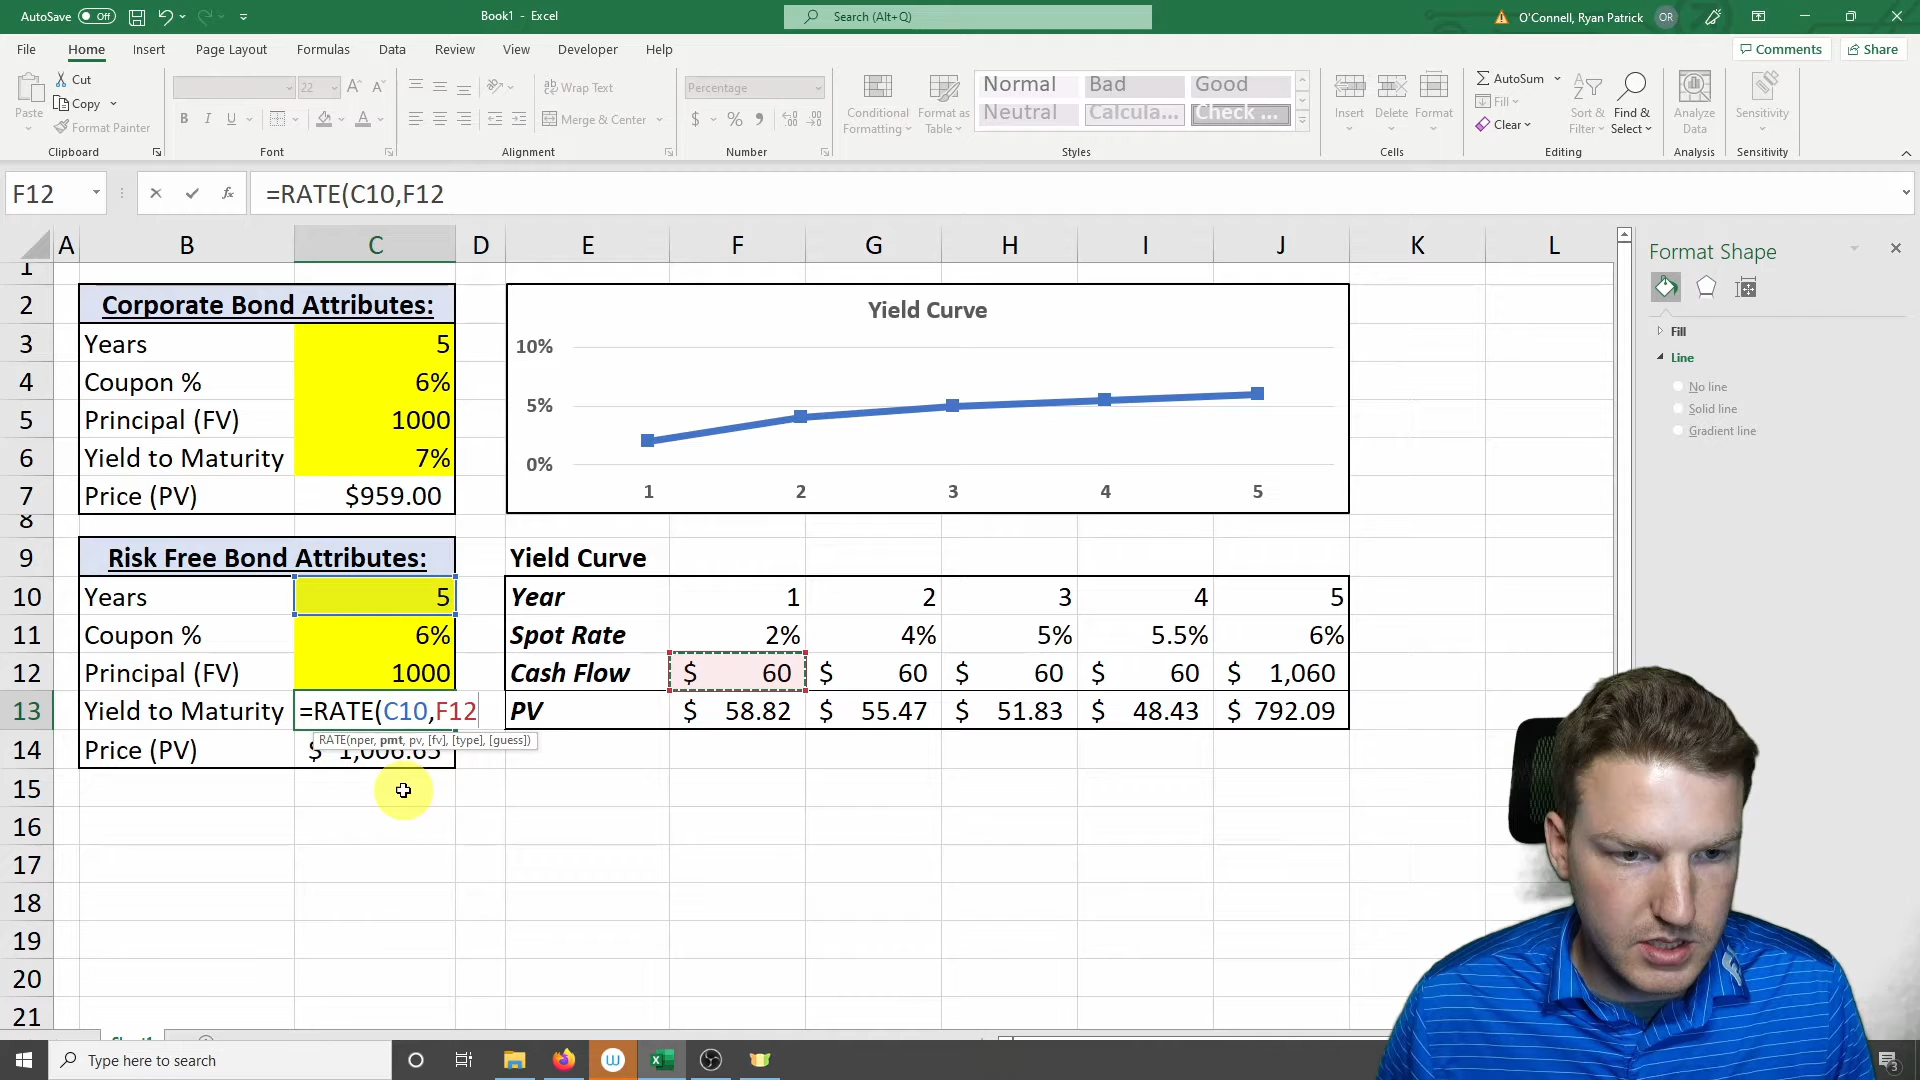 AutoSave Off Book1 - Excel Search (Alt+Q) O'Connell, Ryan Patrick OR
File Home Insert Page Layout Formulas Data Review View Developer Help Comments Share
Paste Cut Copy Format Painter
22
Wrap Text Merge & Center
Percentage
$ % 9
Conditional Formatting Format as Table
Normal Bad Good
Neutral Calcula... Check ...
Insert Delete Format
AutoSum Fill Clear Sort & Filter Find & Select
Analyze Data Sensitivity
Clipboard Font Alignment Number Styles Cells Editing Analysis Sensitivity
F12 fx =RATE(C10,F12
A B C D E F G H I J K L
Format Shape
Fill
Line
No line
Solid line
Gradient line
1
2 Corporate Bond Attributes:
3 Years 5
4 Coupon % 6%
5 Principal (FV) 1000
6 Yield to Maturity 7%
7 Price (PV) $959.00
Yield Curve
10%
5%
0%
1 2 3 4 5
8
9 Risk Free Bond Attributes: Yield Curve
10 Years 5 Year 1 2 3 4 5
11 Coupon % 6% Spot Rate 2% 4% 5% 5.5% 6%
12 Principal (FV) 1000 Cash Flow $ 60 $ 60 $ 60 $ 60 $ 1,060
13 Yield to Maturity =RATE(C10,F12 PV $ 58.82 $ 55.47 $ 51.83 $ 48.43 $ 792.09
RATE(nper, pmt, pv, [fv], [type], [guess])
14 Price (PV) $ 1,006.65
15
16
17
18
19
20
21
Sheet1
Type here to search
3